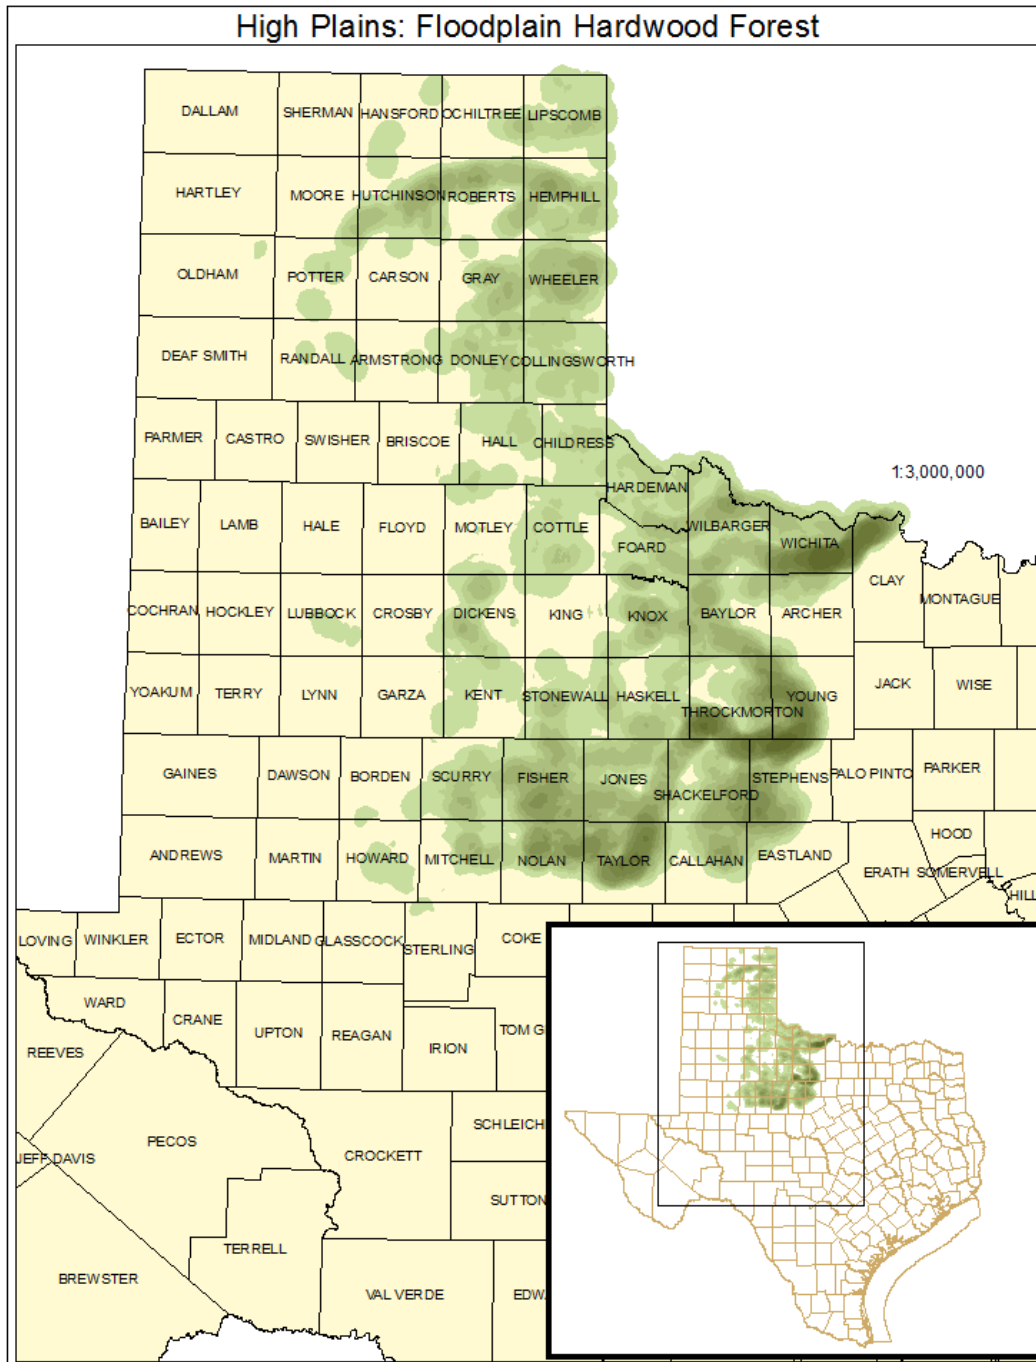 High Plains: Floodplain Hardwood Forest
DALLAM SHERMAN HANSFORD OCHILTREE LIPSCOMB
HARTLEY MOORE HUTCHINSON ROBERTS HEMPHILL
OLDHAM POTTER CARSON GRAY WHEELER
DEAF SMITH RANDALL ARMSTRONG DONLEY COLLINGSWORTH
PARMER CASTRO SWISHER BRISCOE HALL CHILDRESS
1:3,000,000
HARDEMAN
BAILEY LAMB HALE FLOYD MOTLEY COTTLE WILBARGER
FOARD WICHITA
CLAY
COCHRAN HOCKLEY LUBBOCK CROSBY DICKENS KING KNOX BAYLOR ARCHER MONTAGUE
YOAKUM TERRY LYNN GARZA KENT STONEWALL HASKELL YOUNG JACK WISE
THROCKMORTON
GAINES DAWSON BORDEN SCURRY FISHER JONES STEPHENS PALO PINTO PARKER
SHACKELFORD
HOOD
ANDREWS MARTIN HOWARD MITCHELL NOLAN TAYLOR CALLAHAN EASTLAND
ERATH SOMERVELL
HILL
LOVING WINKLER ECTOR MIDLAND GLASSCOCK STERLING COKE
WARD CRANE UPTON REAGAN IRION TOM G
REEVES
PECOS CROCKETT SCHLEICH
JEFF DAVIS
SUTTON
TERRELL
BREWSTER VAL VERDE EDW